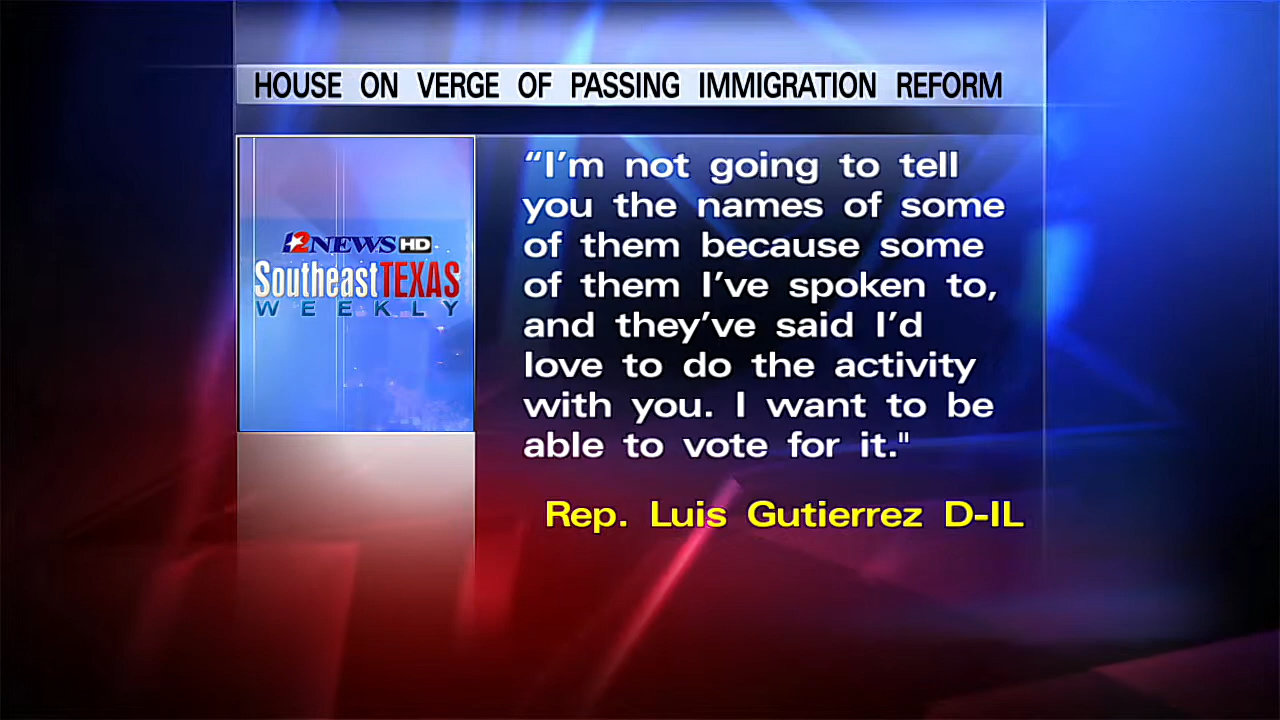 HOUSE ON VERGE OF PASSING IMMIGRATION REFORM
12NEWS HD
Southeast TEXAS
WEEKLY
“I’m not going to tell
you the names of some
of them because some
of them I’ve spoken to,
and they’ve said I’d
love to do the activity
with you. I want to be
able to vote for it."
Rep. Luis Gutierrez D-IL